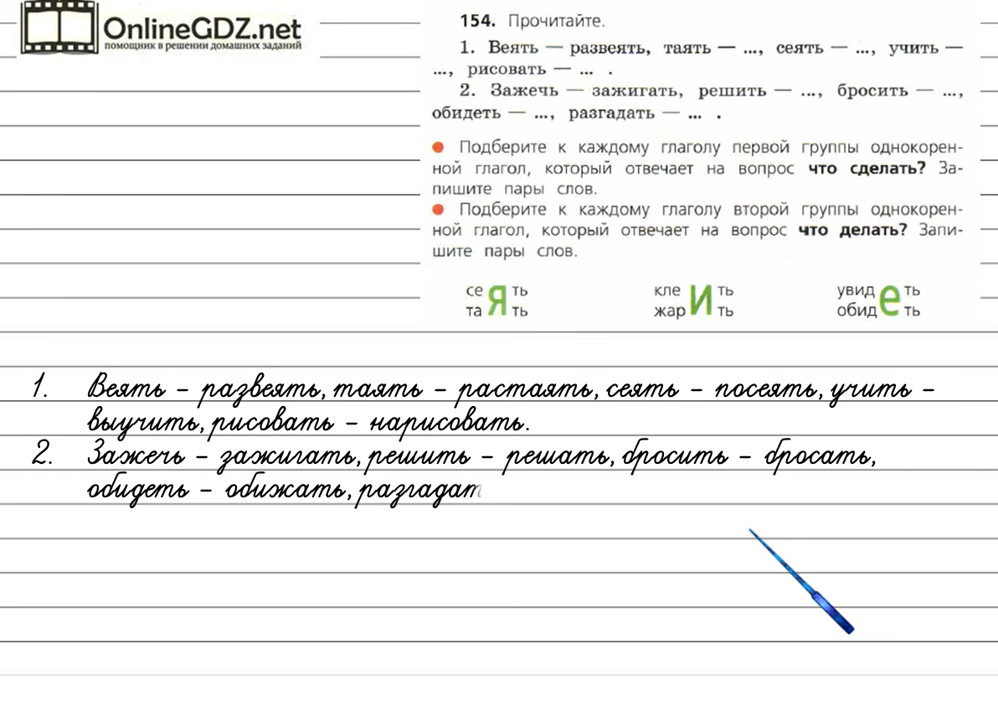 OnlineGDZ.net
помощник в решении домашних заданий
154. Прочитайте.
1. Веять — развеять, таять — ..., сеять — ..., учить —
..., рисовать — ... .
2. Зажечь — зажигать, решить — ..., бросить — ...,
обидеть — ..., разгадать — ... .
Подберите к каждому глаголу первой группы однокорен-
ной глагол, который отвечает на вопрос что сделать? За-
пишите пары слов.
Подберите к каждому глаголу второй группы однокорен-
ной глагол, который отвечает на вопрос что делать? Запи-
шите пары слов.
се я ть кле и ть увид е ть
та ть жар ть обид ть
1. Веять – развеять, таять – растаять, сеять – посеять, учить –
выучить, рисовать – нарисовать.
2. Зажечь – зажигать, решить – решать, бросить – бросать,
обидеть – обижать, разгадат